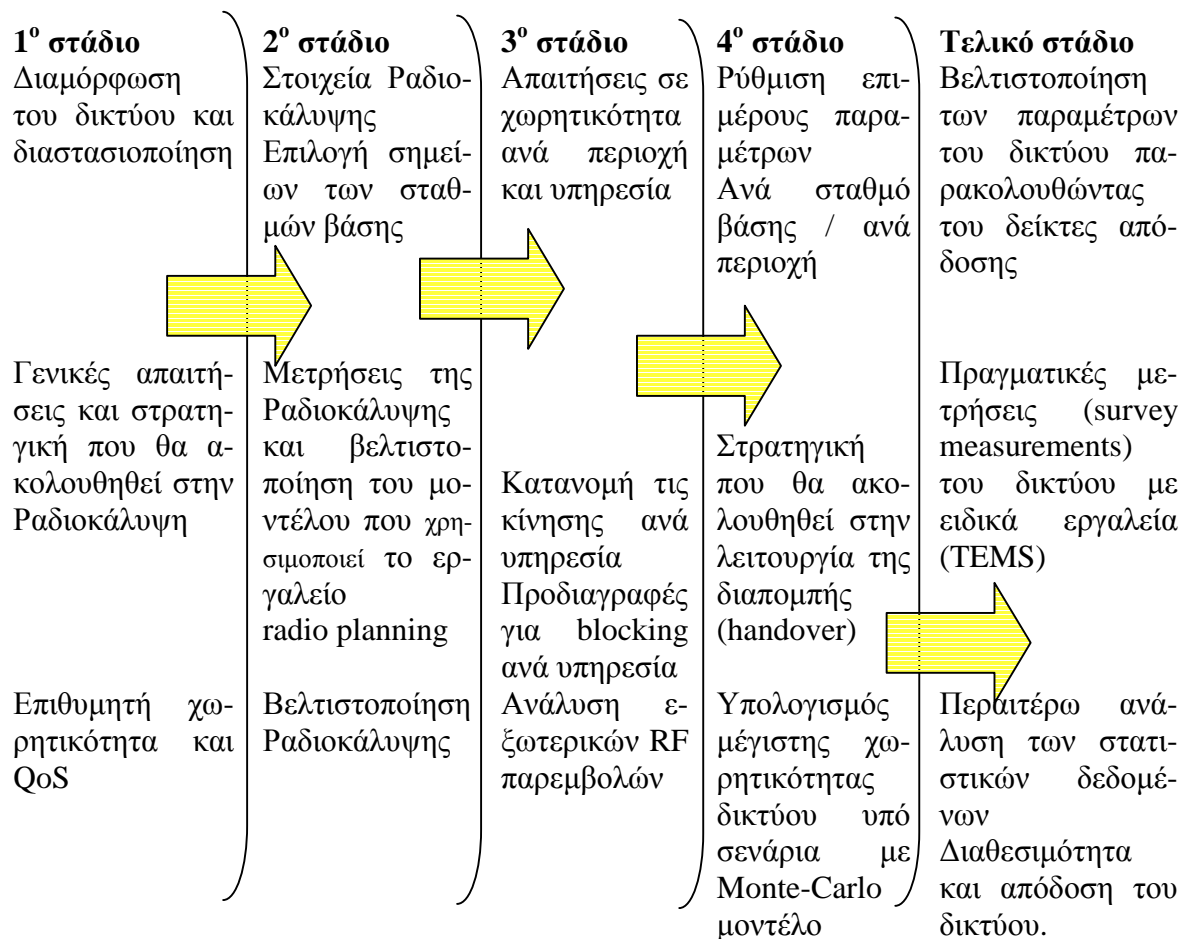 1º στάδιο
Διαμόρφωση
του δικτύου και
διαστασιοποίηση
Γενικές απαιτή-
σεις και στρατη-
γική που θα α-
κολουθηθεί στην
Ραδιοκάλυψη
Επιθυμητή χω-
ρητικότητα και
QoS
2º στάδιο
Στοιχεία Ραδιο-
κάλυψης
Επιλογή σημεί-
ων των σταθ-
μών βάσης
Μετρήσεις της
Ραδιοκάλυψης
και βελτιστο-
ποίηση του μο-
ντέλου που χρη-
σιμοποιεί το ερ-
γαλείο
radio planning
Βελτιστοποίηση
Ραδιοκάλυψης
3º στάδιο
Απαιτήσεις σε
χωρητικότητα
ανά περιοχή
και υπηρεσία
Κατανομή τις
κίνησης ανά
υπηρεσία
Προδιαγραφές
για blocking
ανά υπηρεσία
Ανάλυση ε-
ξωτερικών RF
παρεμβολών
4º στάδιο
Ρύθμιση επι-
μέρους παρα-
μέτρων
Ανά σταθμό
βάσης / ανά
περιοχή
Στρατηγική
που θα ακο-
λουθηθεί στην
λειτουργία της
διαπομπής
(handover)
Υπολογισμός
μέγιστης χω-
ρητικότητας
δικτύου υπό
σενάρια με
Monte-Carlo
μοντέλο
Τελικό στάδιο
Βελτιστοποίηση
των παραμέτρων
του δικτύου πα-
ρακολουθώντας
του δείκτες από-
δοσης
Πραγματικές με-
τρήσεις (survey
measurements)
του δικτύου με
ειδικά εργαλεία
(TEMS)
Περαιτέρω ανά-
λυση των στατι-
στικών δεδομέ-
νων
Διαθεσιμότητα
και απόδοση του
δικτύου.